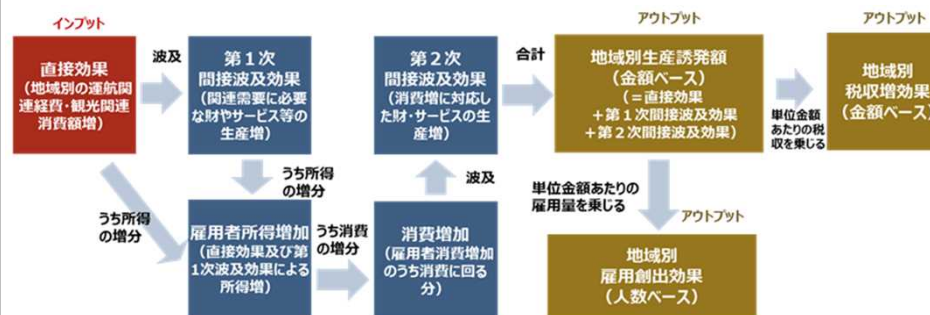 インプット
直接効果
(地域別の運航関
連経費・観光関連
消費額増)
波及
第1次
間接波及効果
(関連需要に必要
な財やサービス等の
生産増)
第2次
間接波及効果
(消費増に対応し
た財・サービスの生
産増)
合計
アウトプット
地域別生産誘発額
(金額ベース)
(=直接効果
+第1次間接波及効果
+第2次間接波及効果)
単位金額
あたりの税
収を乗じる
アウトプット
地域別
税収増効果
(金額ベース)
うち所得
の増分
うち所得
の増分
雇用者所得増加
(直接効果及び第
1次波及効果による
所得増)
うち消費
の増分
消費増加
(雇用者消費増加
のうち消費に回る
分)
波及
単位金額あたりの
雇用量を乗じる
アウトプット
地域別
雇用創出効果
(人数ベース)